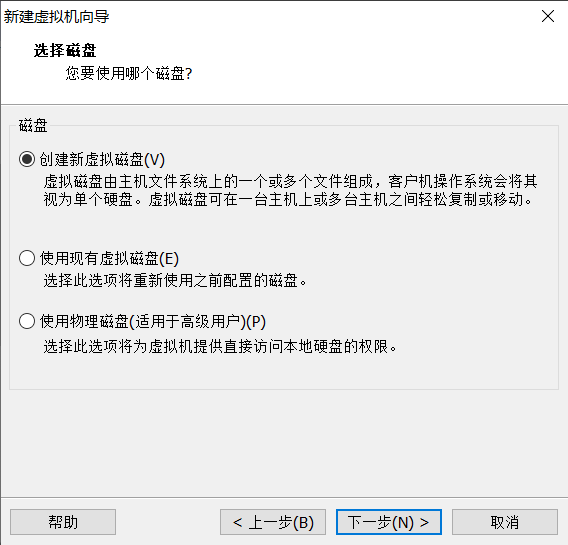 新建虚拟机向导
选择磁盘
您要使用哪个磁盘?
磁盘
创建新虚拟磁盘(V)
虚拟磁盘由主机文件系统上的一个或多个文件组成，客户机操作系统会将其
视为单个硬盘。虚拟磁盘可在一台主机上或多台主机之间轻松复制或移动。
使用现有虚拟磁盘(E)
选择此选项将重新使用之前配置的磁盘。
使用物理磁盘(适用于高级用户)(P)
选择此选项将为虚拟机提供直接访问本地硬盘的权限。
帮助
< 上一步(B)
下一步(N) >
取消